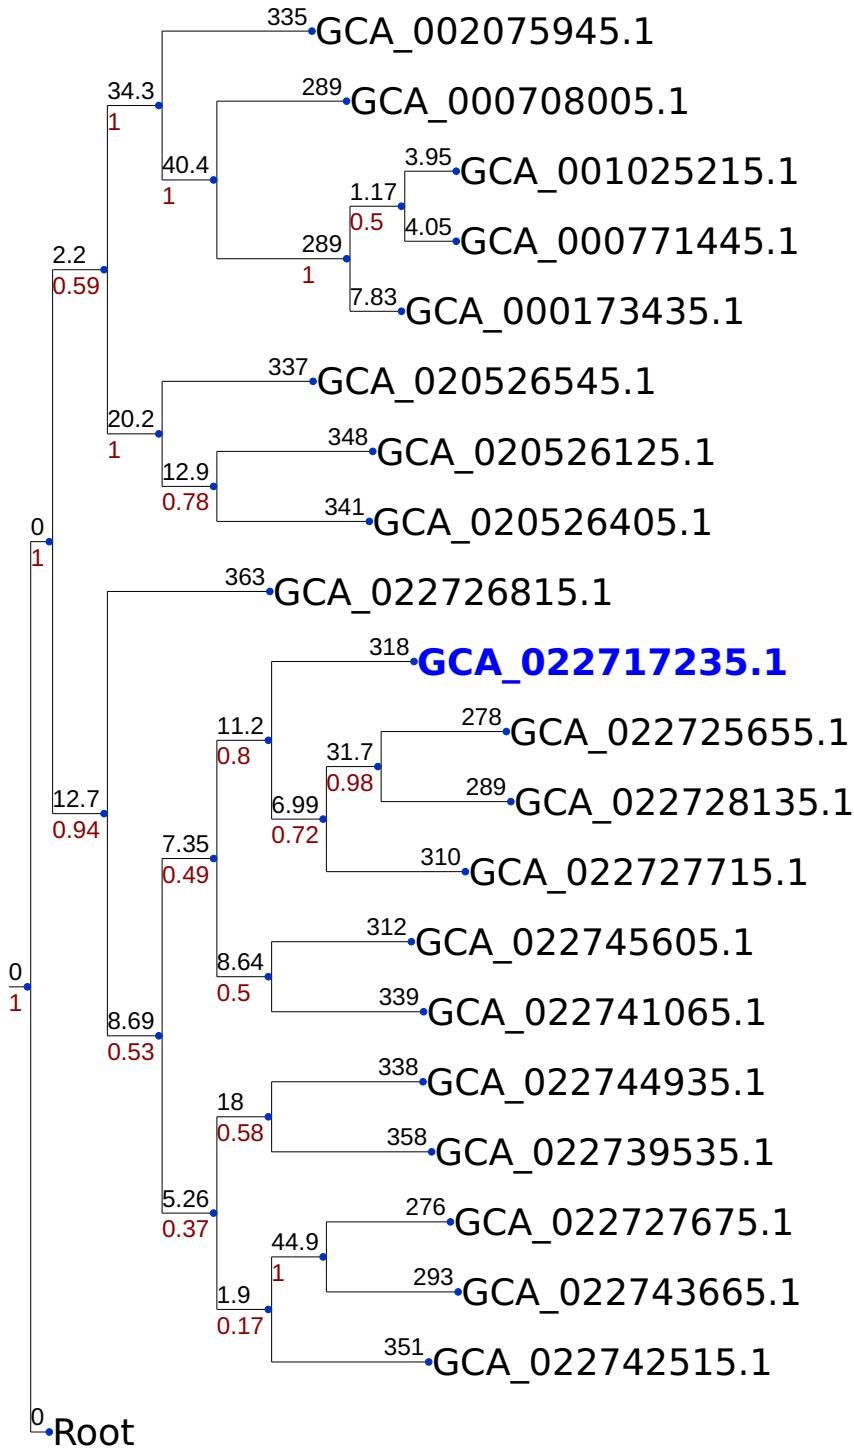 335
GCA_002075945.1
34.3
1
289
GCA_000708005.1
40.4
1
3.95
GCA_001025215.1
1.17
0.5
4.05
GCA_000771445.1
289
1
2.2
0.59
7.83
GCA_000173435.1
337
GCA_020526545.1
20.2
1
348
GCA_020526125.1
12.9
0.78
341
GCA_020526405.1
0
1
363
GCA_022726815.1
318
GCA_022717235.1
11.2
0.8
278
GCA_022725655.1
31.7
0.98
289
GCA_022728135.1
12.7
0.94
6.99
0.72
7.35
0.49
310
GCA_022727715.1
312
GCA_022745605.1
8.64
0.5
0
1
339
GCA_022741065.1
8.69
0.53
338
GCA_022744935.1
18
0.58
358
GCA_022739535.1
5.26
0.37
276
GCA_022727675.1
44.9
1
293
GCA_022743665.1
1.9
0.17
351
GCA_022742515.1
0
Root